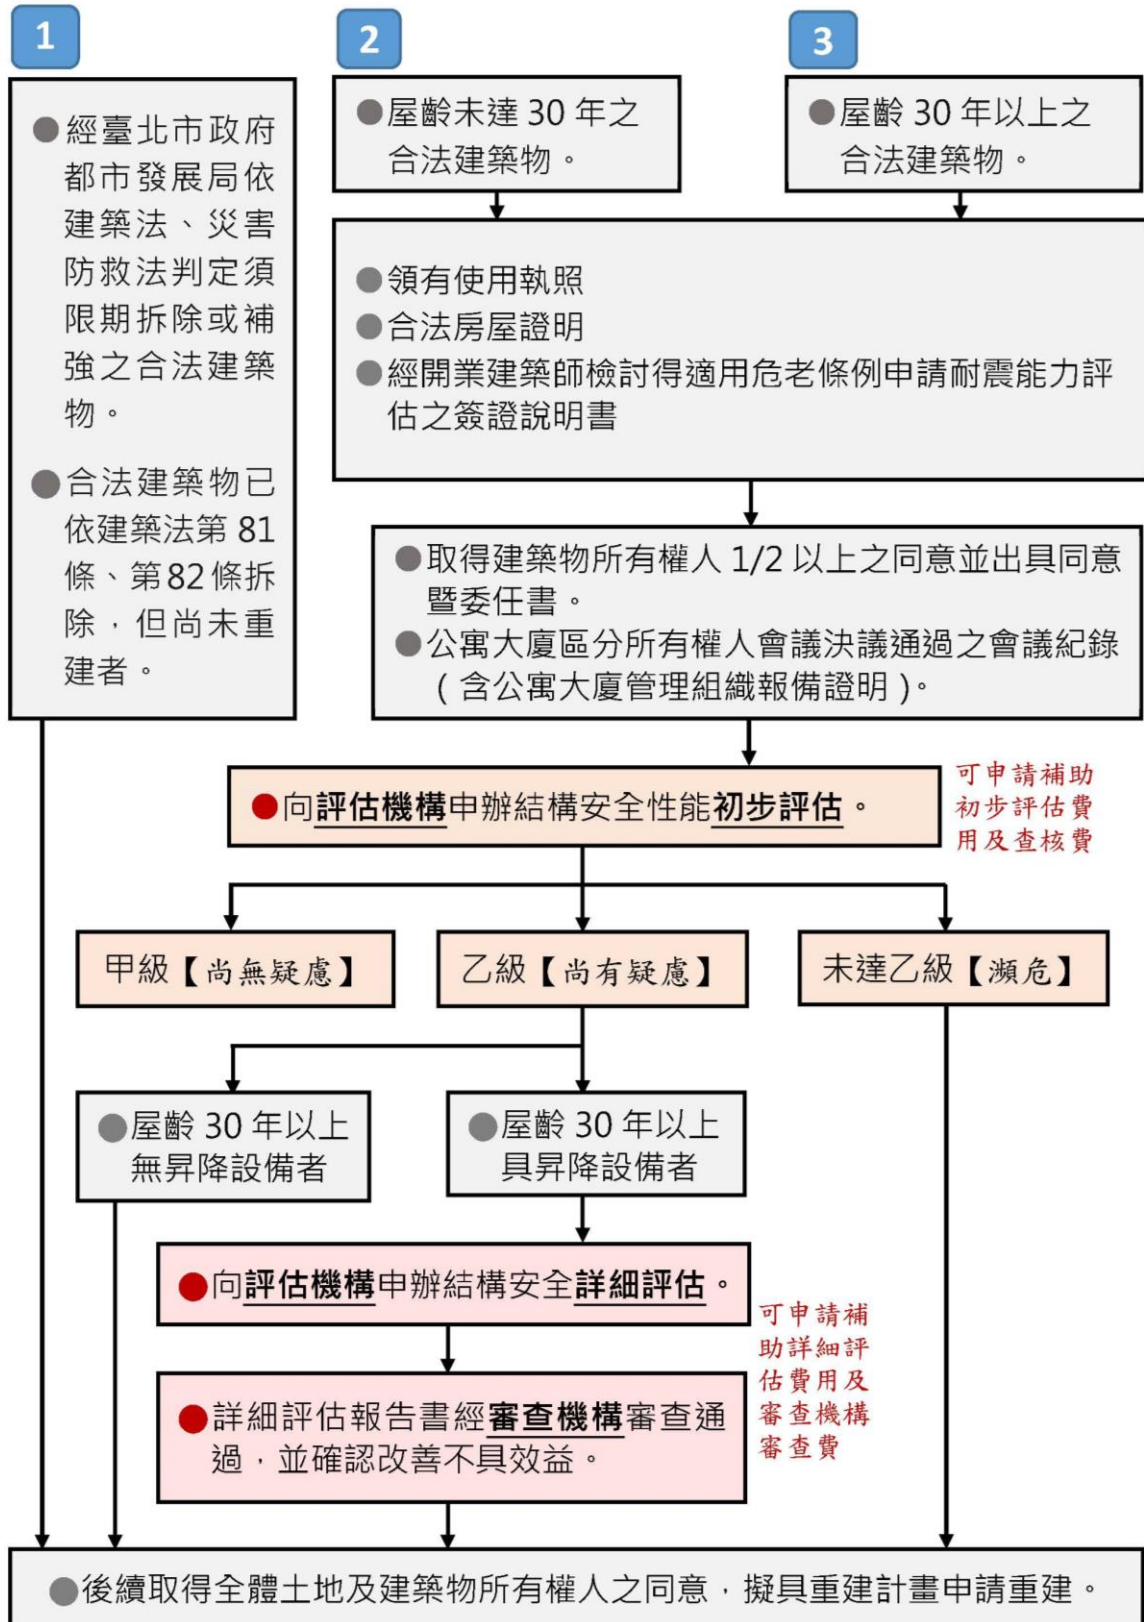 1
●經臺北市政府
都市發展局依
建築法、災害
防救法判定須
限期拆除或補
強之合法建築
物。
●合法建築物已
依建築法第 81
條、第82條拆
除，但尚未重
建者。
2
●屋齡未達 30 年之
合法建築物。
3
●屋齡 30 年以上之
合法建築物。
●領有使用執照
●合法房屋證明
●經開業建築師檢討得適用危老條例申請耐震能力評
估之簽證說明書
●取得建築物所有權人 1/2 以上之同意並出具同意
暨委任書。
●公寓大廈區分所有權人會議決議通過之會議紀錄
(含公寓大廈管理組織報備證明)。
●向評估機構申辦結構安全性能初步評估。
可申請補助
初步評估費
用及查核費
甲級【尚無疑慮】
乙級【尚有疑慮】
未達乙級【瀕危】
●屋齡 30 年以上
無昇降設備者
●屋齡 30 年以上
具昇降設備者
●向評估機構申辦結構安全詳細評估。
●詳細評估報告書經審查機構審查通
過，並確認改善不具效益。
可申請補
助詳細評
估費用及
審查機構
審查費
●後續取得全體土地及建築物所有權人之同意，擬具重建計畫申請重建。